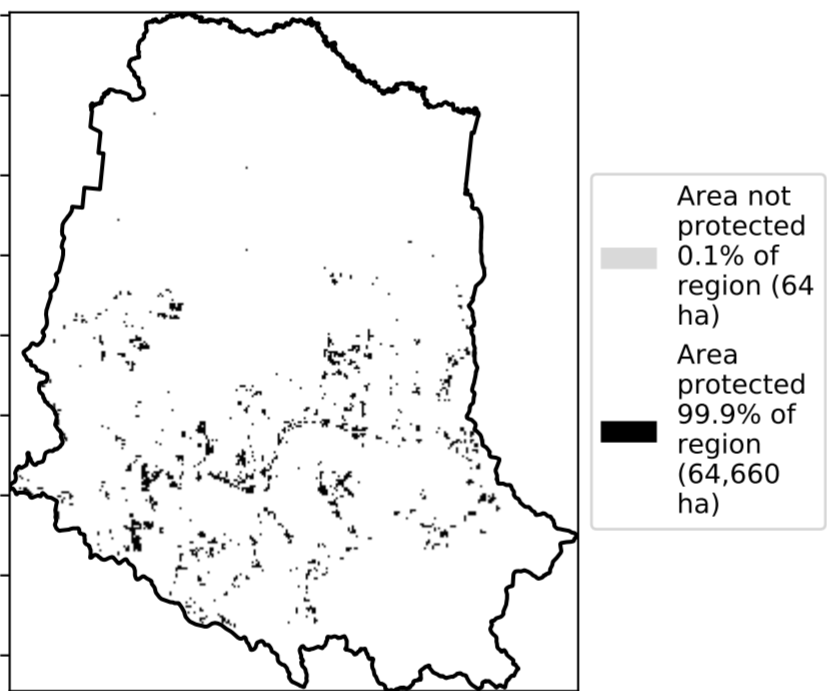 Area not
protected
0.1% of
region (64
ha)
Area
protected
99.9% of
region
(64,660
ha)